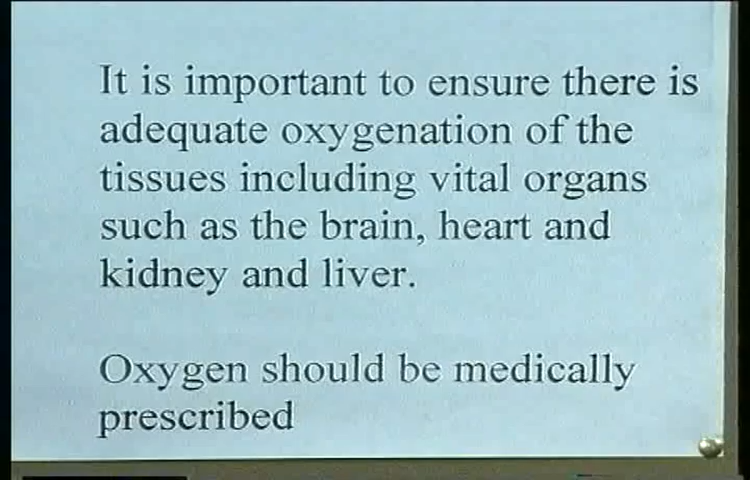 It is important to ensure there is
adequate oxygenation of the
tissues including vital organs
such as the brain, heart and
kidney and liver.
Oxygen should be medically
prescribed